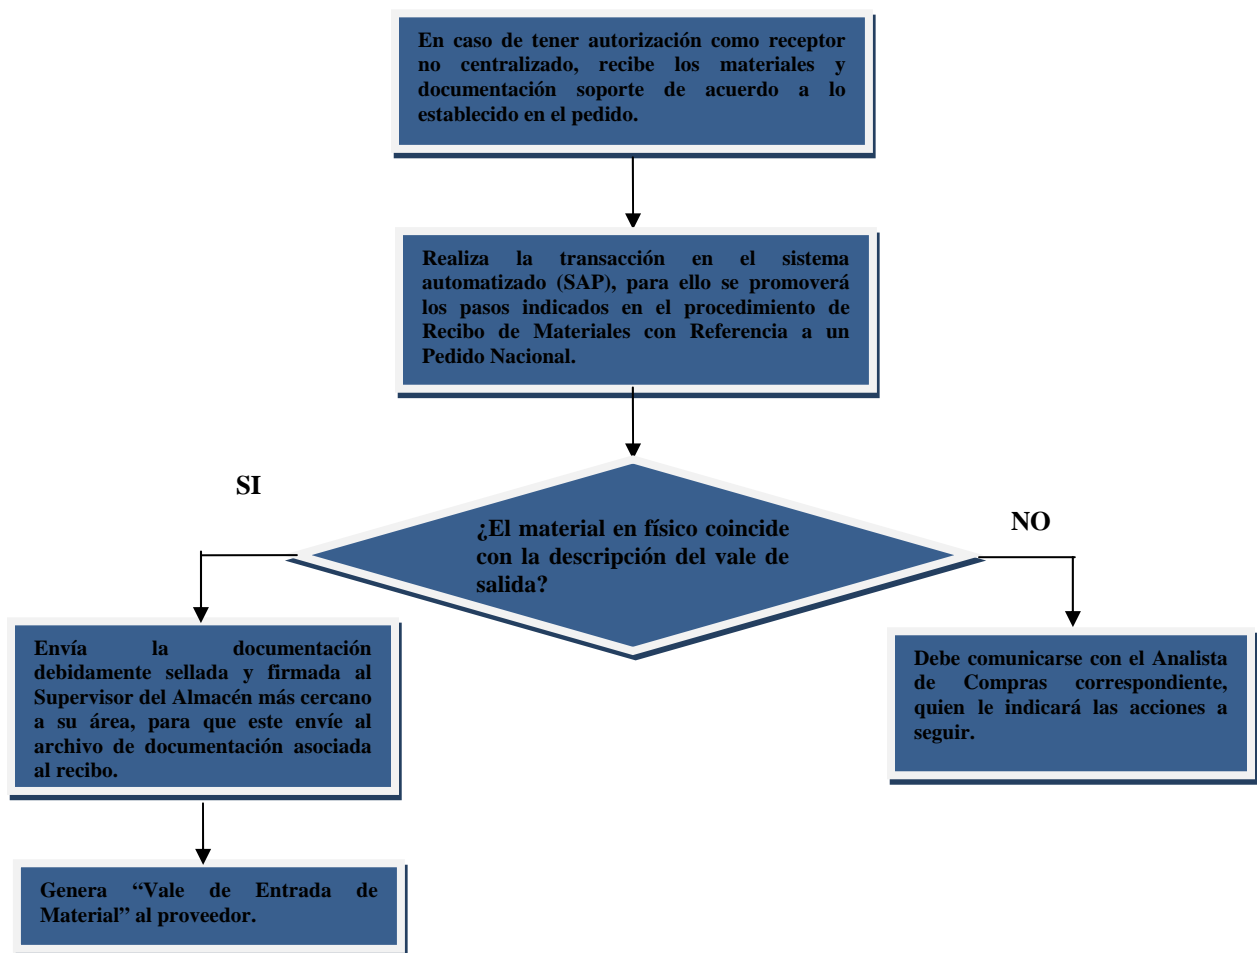 En caso de tener autorización como receptor
no centralizado, recibe los materiales y
documentación soporte de acuerdo a lo
establecido en el pedido.
Realiza la transacción en el sistema
automatizado (SAP), para ello se promoverá
los pasos indicados en el procedimiento de
Recibo de Materiales con Referencia a un
Pedido Nacional.
SI
¿El material en físico coincide
con la descripción del vale de
salida?
NO
Envía la documentación
debidamente sellada y firmada al
Supervisor del Almacén más cercano
a su área, para que este envíe al
archivo de documentación asociada
al recibo.
Debe comunicarse con el Analista
de Compras correspondiente,
quien le indicará las acciones a
seguir.
Genera “Vale de Entrada de
Material” al proveedor.